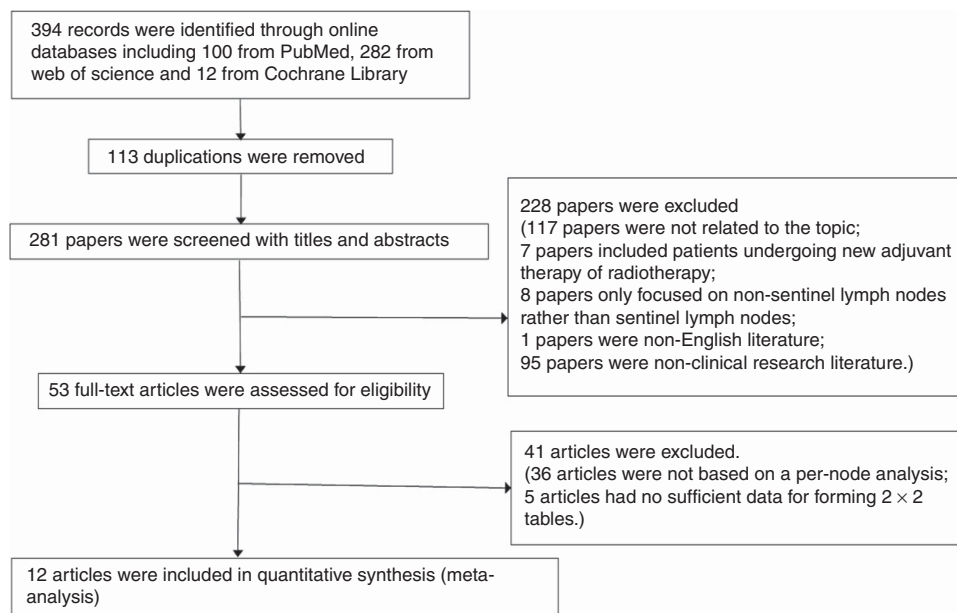 394 records were identified through online
databases including 100 from PubMed, 282 from
web of science and 12 from Cochrane Library
113 duplications were removed
281 papers were screened with titles and abstracts
228 papers were excluded
(117 papers were not related to the topic;
7 papers included patients undergoing new adjuvant
therapy of radiotherapy;
8 papers only focused on non-sentinel lymph nodes
rather than sentinel lymph nodes;
1 papers were non-English literature;
95 papers were non-clinical research literature.)
53 full-text articles were assessed for eligibility
41 articles were excluded.
(36 articles were not based on a per-node analysis;
5 articles had no sufficient data for forming 2 × 2
tables.)
12 articles were included in quantitative synthesis (meta-
analysis)